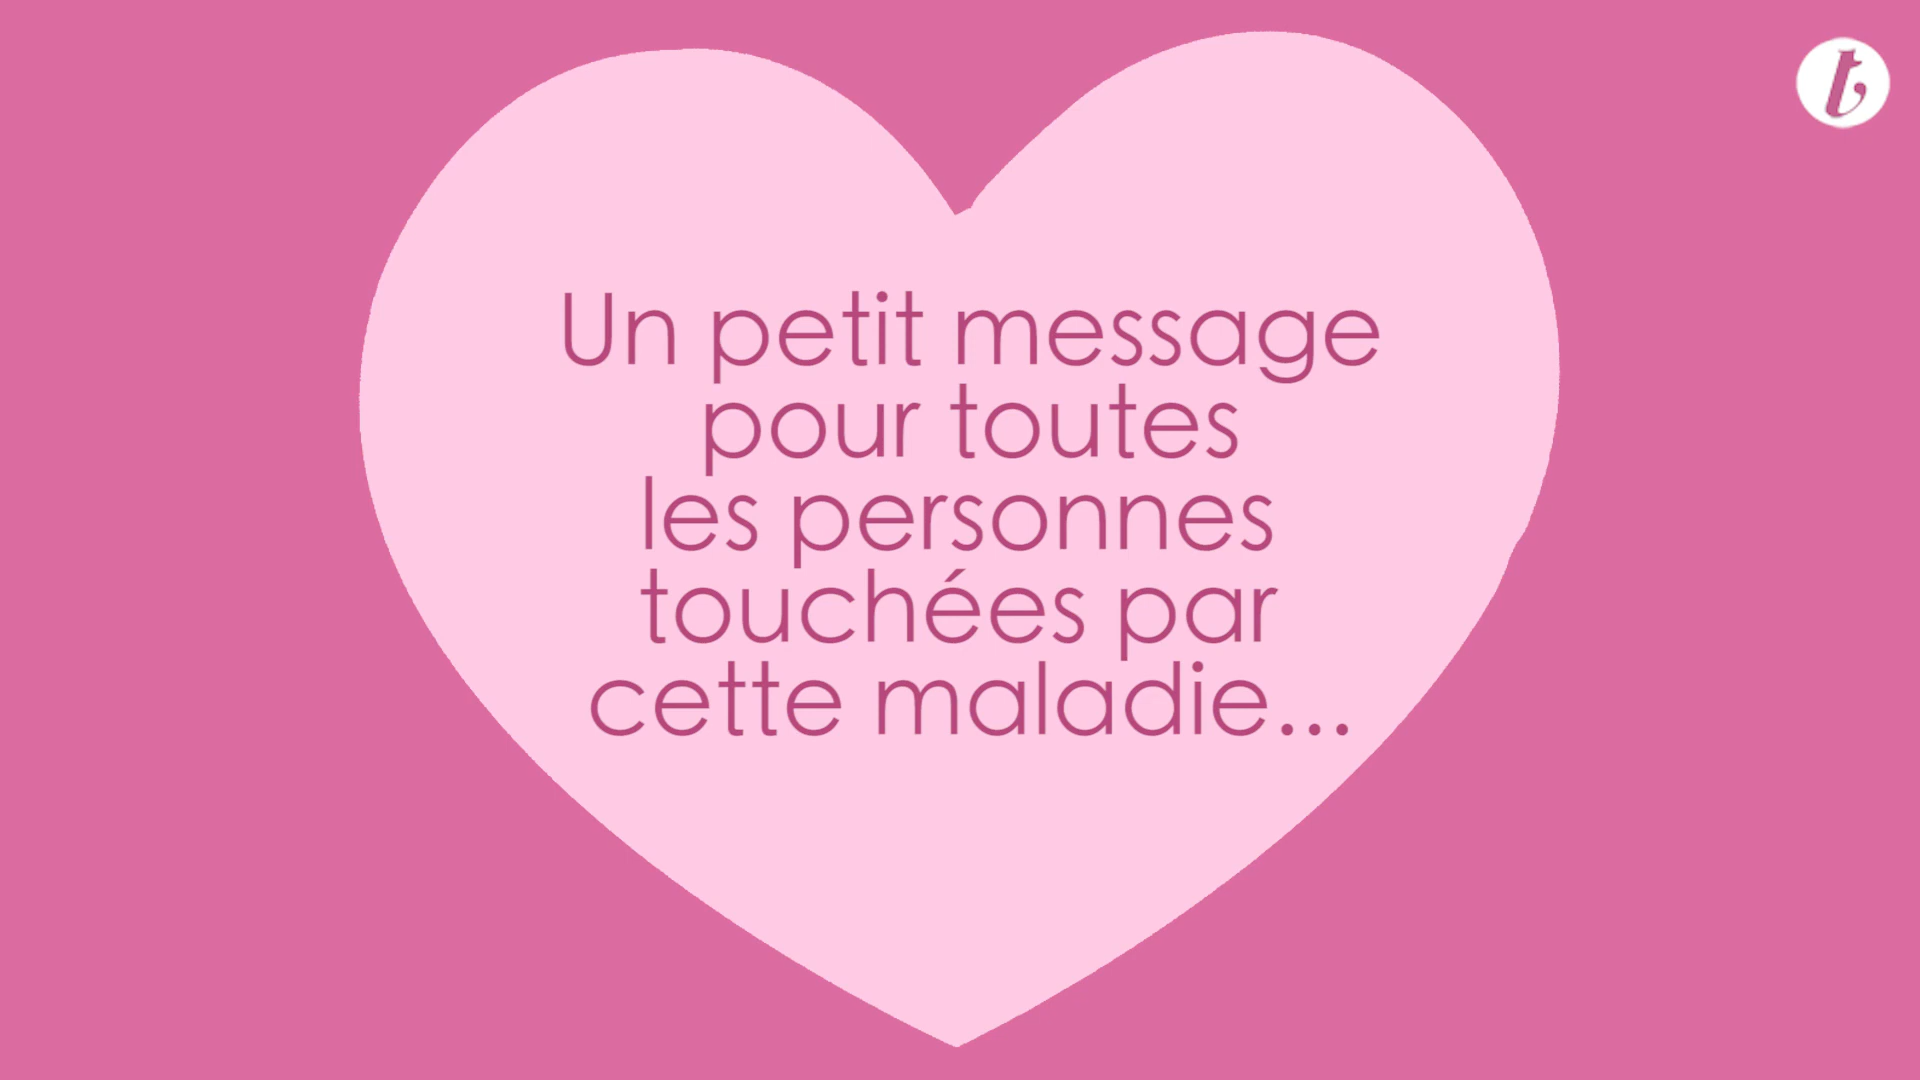 Un petit message
pour toutes
les personnes
touchées par
cette maladie...
t